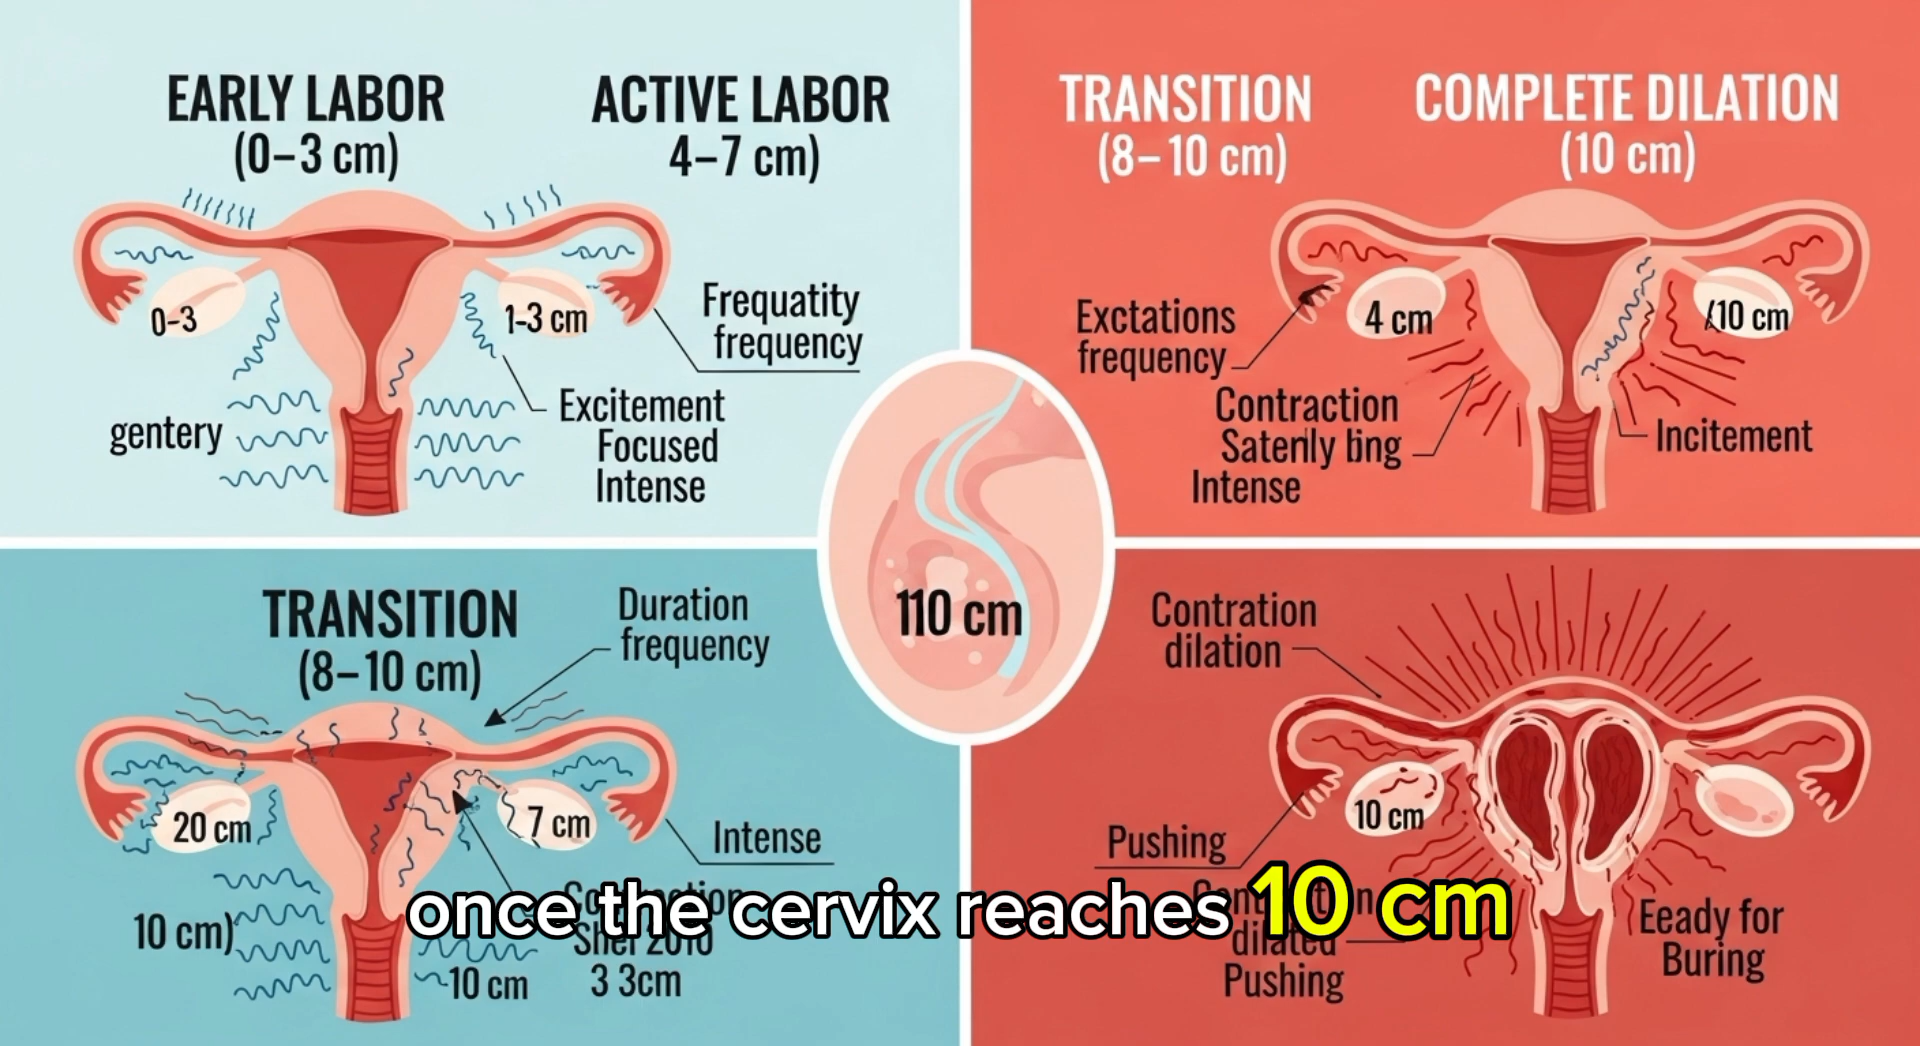 EARLY LABOR
(0–3 cm)
ACTIVE LABOR
4–7 cm)
0-3
1-3 cm
Frequatity
frequency
gentery
Excitement
Focused
Intense
TRANSITION
(8–10 cm)
COMPLETE DILATION
(10 cm)
Exctations
frequency
4 cm
/10 cm
Contraction
Intense
Incitement
110 cm
TRANSITION
(8–10 cm)
Duration
frequency
20 cm
7 cm
Intense
10 cm)
10 cm
3 3cm
Contration
dilation
10 cm
Pushing
dilated
Pushing
Eeady for
Buring
once the cervix reaches 10 cm